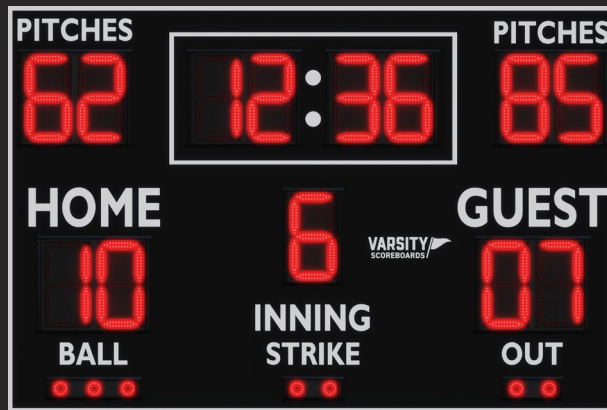 PITCHES
PITCHES
62
12:36
85
HOME
GUEST
6
VARSITY
SCOREBOARDS
10
07
INNING
BALL
STRIKE
OUT